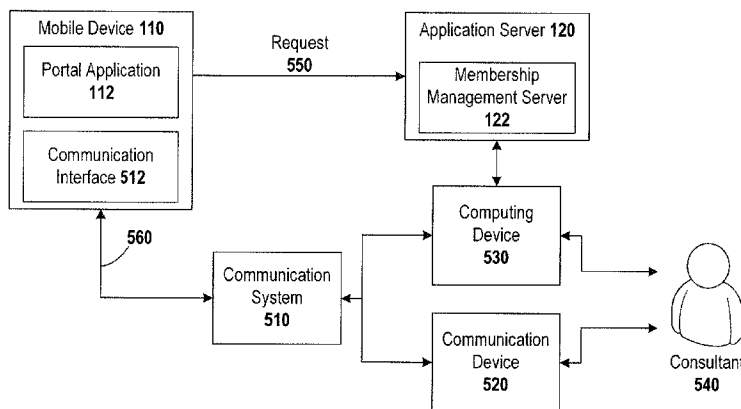 Mobile Device 110
Portal Application
112
Communication
Interface 512
Request
550
Application Server 120
Membership
Management Server
122
560
Communication
System
510
Computing
Device
530
Communication
Device
520
Consultant
540